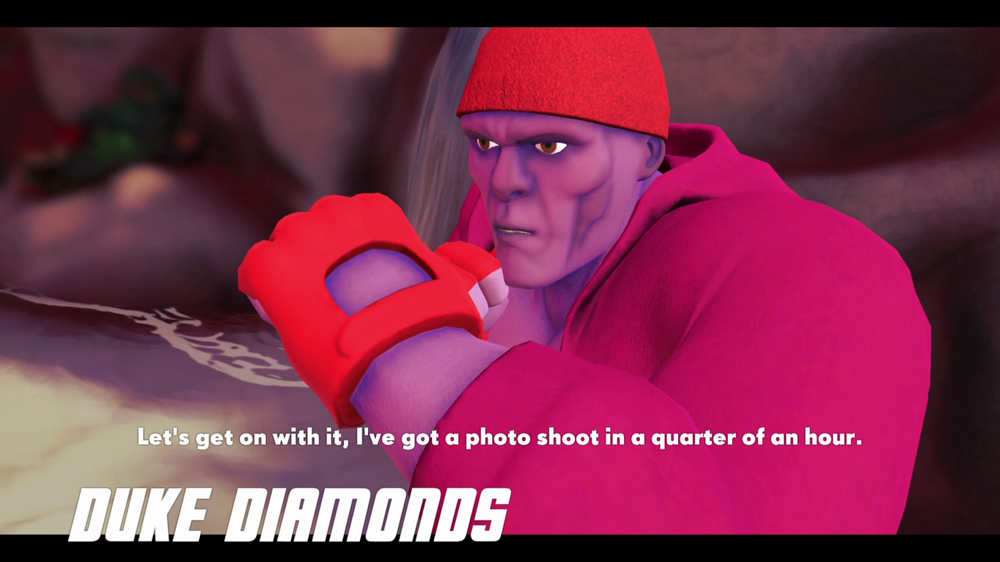 Let's get on with it, I've got a photo shoot in a quarter of an hour.
DUKE DIAMONDS